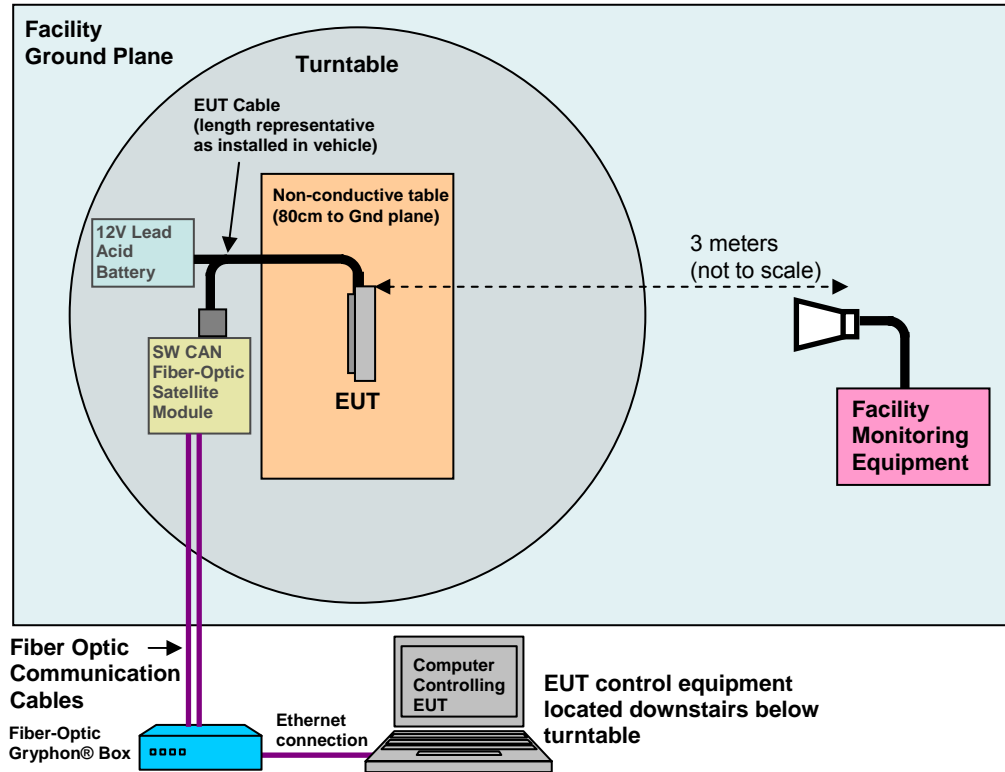 Facility
Ground Plane
Turntable
EUT Cable
(length representative
as installed in vehicle)
Non-conductive table
(80cm to Gnd plane)
12V Lead
Acid
Battery
3 meters
(not to scale)
SW CAN
Fiber-Optic
Satellite
Module
EUT
Facility
Monitoring
Equipment
Fiber Optic
Communication
Cables
Computer
Controlling
EUT
EUT control equipment
located downstairs below
turntable
Fiber-Optic
Gryphon® Box
Ethernet
connection